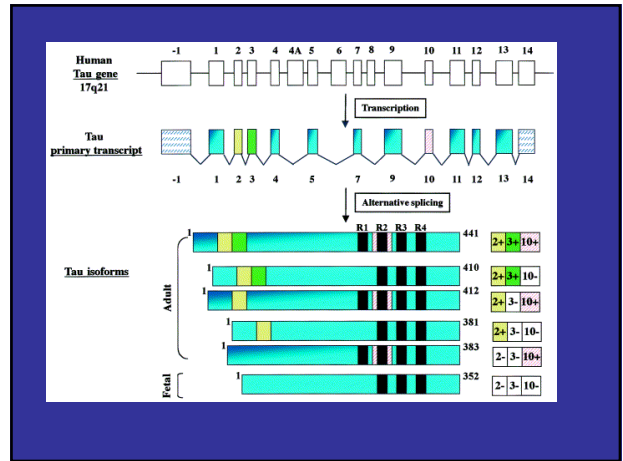 -1 1 2 3 4 4A 5 6 7 8 9 10 11 12 13 14
Human
Tau gene
17q21
Transcription
Tau
primary transcript
-1 1 2 3 4 5 7 9 10 11 12 13 14
Alternative splicing
R1 R2 R3 R4
1 441 2+ 3+ 10+
Tau isoforms
Adult
1 410 2+ 3+ 10-
1 412 2+ 3- 10+
1 381 2+ 3- 10-
1 383 2- 3- 10+
Fetal
1 352 2- 3- 10-